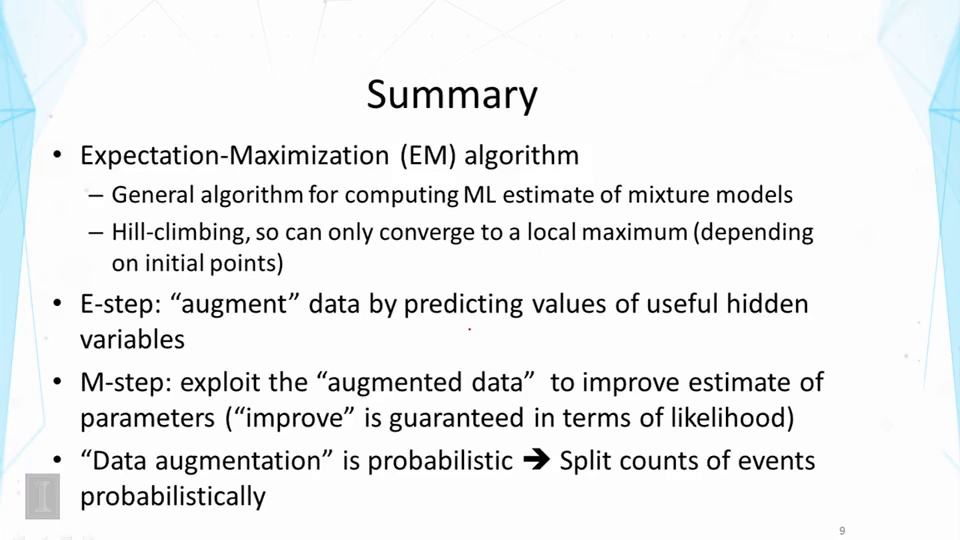 Summary
• Expectation-Maximization (EM) algorithm
– General algorithm for computing ML estimate of mixture models
– Hill-climbing, so can only converge to a local maximum (depending
on initial points)
• E-step: “augment” data by predicting values of useful hidden
variables
• M-step: exploit the “augmented data”  to improve estimate of
parameters (“improve” is guaranteed in terms of likelihood)
• “Data augmentation” is probabilistic ➔ Split counts of events
probabilistically
I
9